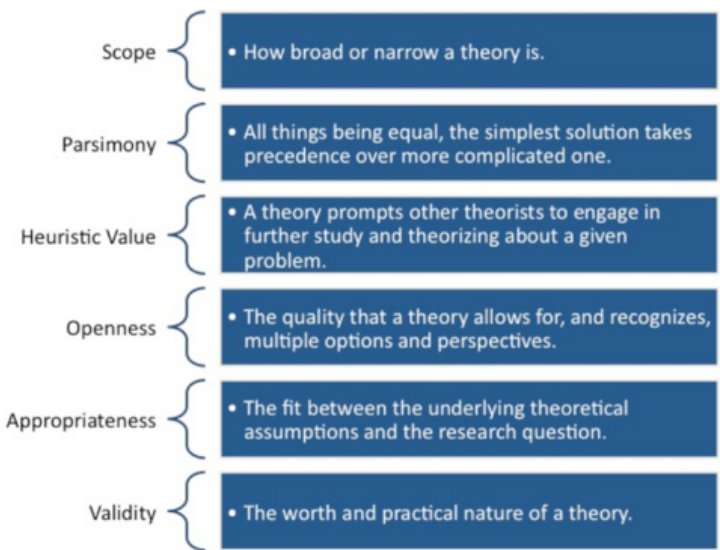 Scope
• How broad or narrow a theory is.
Parsimony
• All things being equal, the simplest solution takes
precedence over more complicated one.
Heuristic Value
• A theory prompts other theorists to engage in
further study and theorizing about a given
problem.
Openness
• The quality that a theory allows for, and recognizes,
multiple options and perspectives.
Appropriateness
• The fit between the underlying theoretical
assumptions and the research question.
Validity
• The worth and practical nature of a theory.